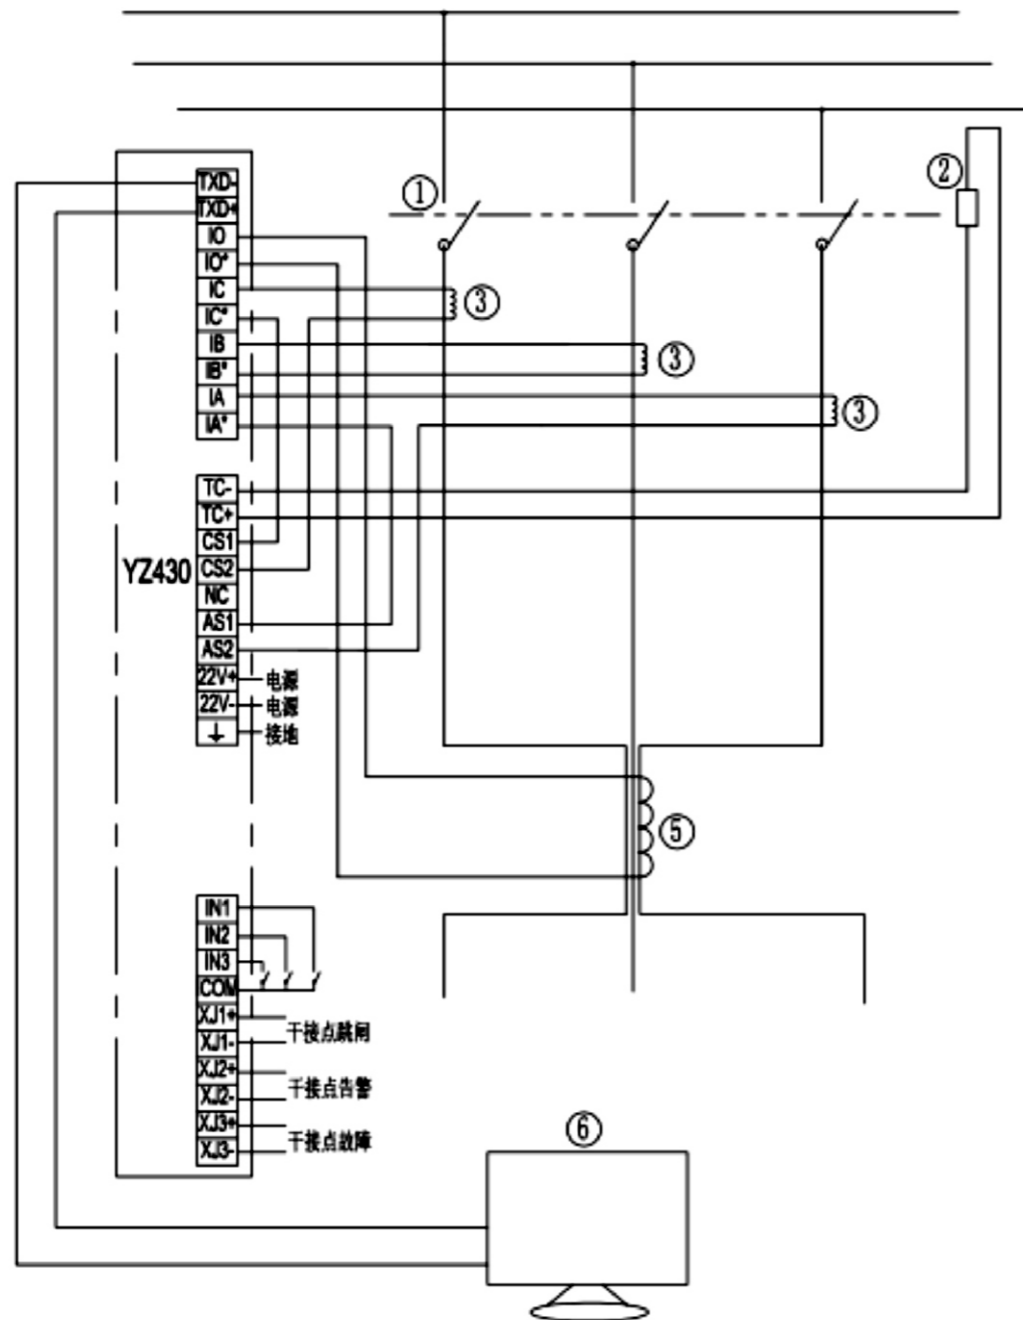 TXD-
TXD+
IO
IO*
IC
IC*
IB
IB*
IA
IA*
①
②
③
③
③
TC-
TC+
CS1
YZ430
CS2
NC
AS1
AS2
22V+ 电源
22V- 电源
接地
⑤
IN1
IN2
IN3
COM
XJ1+
XJ1-
干接点跳闸
XJ2+
XJ2-
干接点告警
XJ3+
XJ3-
干接点故障
⑥